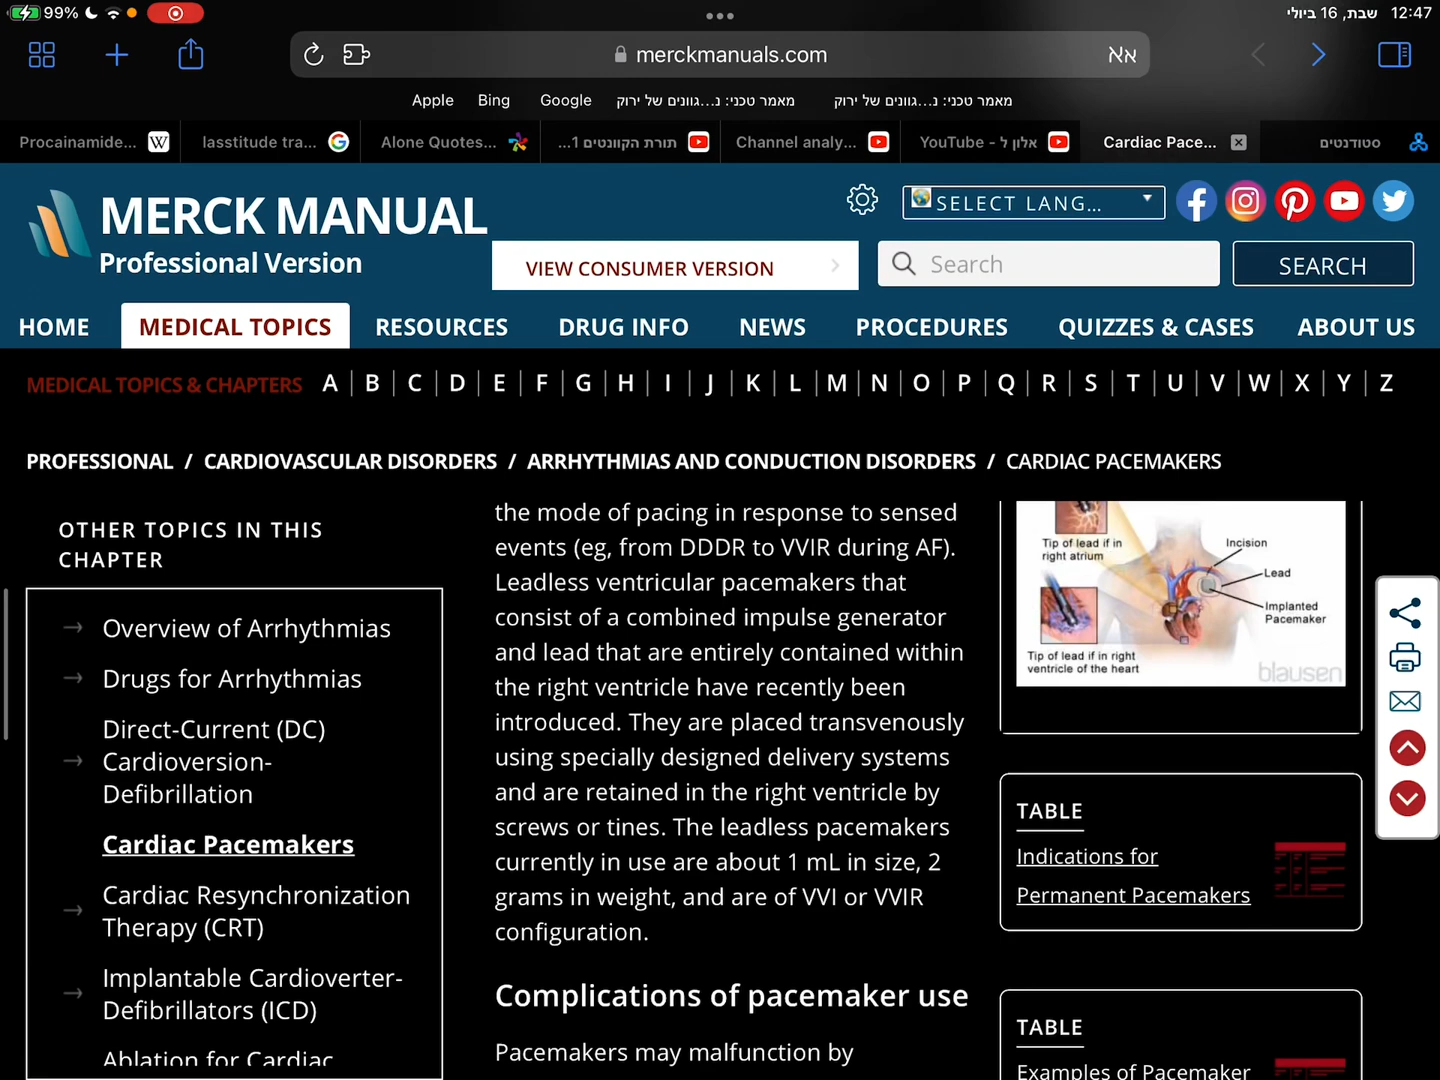 99%
שבת, 16 ביולי 12:47
merckmanuals.com
אא
Apple Bing Google מאמר טכני: נ...גוונים של ירוק מאמר טכני: נ...גוונים של ירוק
Procainamide... W lasstitude tra... Alone Quotes... תורת הקוונטים 1... Channel analy... YouTube - אלון ל Cardiac Pace... סטודנטים
MERCK MANUAL
Professional Version
SELECT LANG...
VIEW CONSUMER VERSION
Search
SEARCH
HOME MEDICAL TOPICS RESOURCES DRUG INFO NEWS PROCEDURES QUIZZES & CASES ABOUT US
MEDICAL TOPICS & CHAPTERS A | B | C | D | E | F | G | H | I | J | K | L | M | N | O | P | Q | R | S | T | U | V | W | X | Y | Z
PROFESSIONAL / CARDIOVASCULAR DISORDERS / ARRHYTHMIAS AND CONDUCTION DISORDERS / CARDIAC PACEMAKERS
OTHER TOPICS IN THIS
CHAPTER
→ Overview of Arrhythmias
→ Drugs for Arrhythmias
Direct-Current (DC)
→ Cardioversion-
Defibrillation
Cardiac Pacemakers
→ Cardiac Resynchronization
Therapy (CRT)
→ Implantable Cardioverter-
Defibrillators (ICD)
Ablation for Cardiac
the mode of pacing in response to sensed
events (eg, from DDDR to VVIR during AF).
Leadless ventricular pacemakers that
consist of a combined impulse generator
and lead that are entirely contained within
the right ventricle have recently been
introduced. They are placed transvenously
using specially designed delivery systems
and are retained in the right ventricle by
screws or tines. The leadless pacemakers
currently in use are about 1 mL in size, 2
grams in weight, and are of VVI or VVIR
configuration.
Complications of pacemaker use
Pacemakers may malfunction by
Tip of lead if in
right atrium
Incision
Lead
Implanted
Pacemaker
Tip of lead if in right
ventricle of the heart
blausen
TABLE
Indications for
Permanent Pacemakers
TABLE
Examples of Pacemaker